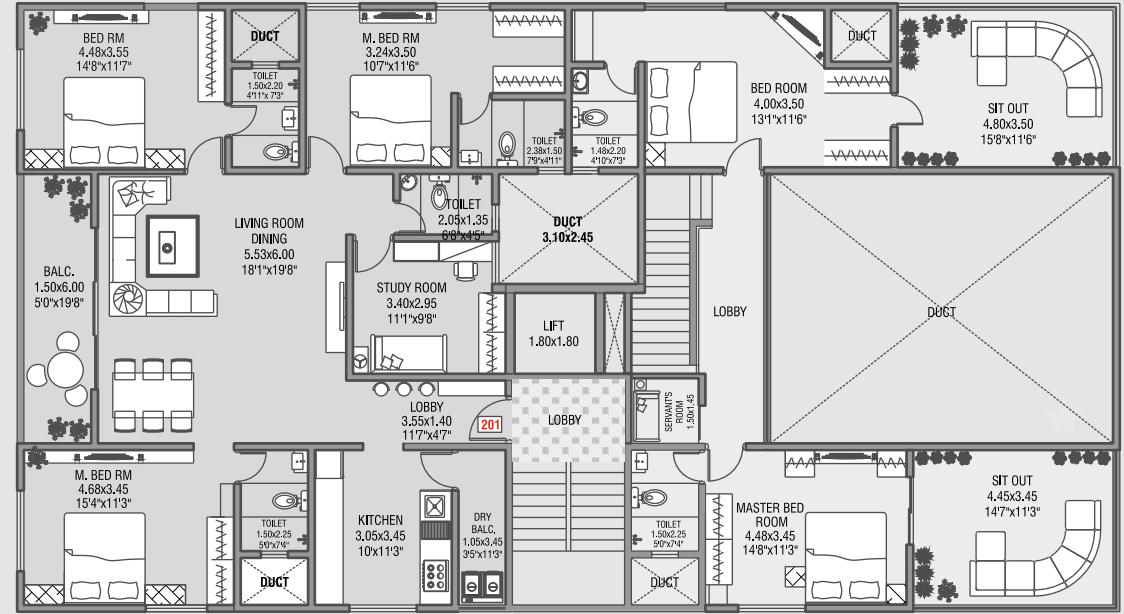 BED RM
4.48x3.55
14'8"x11'7"
DUCT
TOILET
1.50x2.20
4'11"x 7'3"
M. BED RM
3.24x3.50
10'7"x11'6"
TOILET
2.38x1.50
7'9"x4'11"
TOILET
1.48x2.20
4'10"x7'3"
BED ROOM
4.00x3.50
13'1"x11'6"
DUCT
SIT OUT
4.80x3.50
15'8"x11'6"
BALC.
1.50x6.00
5'0"x19'8"
LIVING ROOM
DINING
5.53x6.00
18'1"x19'8"
TOILET
2.05x1.35
6'8"x4'5"
DUCT
3.10x2.45
STUDY ROOM
3.40x2.95
11'1"x9'8"
LIFT
1.80x1.80
LOBBY
DUCT
LOBBY
3.55x1.40
11'7"x4'7"
201
LOBBY
SERVANT'S
ROOM
1.50x1.45
M. BED RM
4.68x3.45
15'4"x11'3"
TOILET
1.50x2.25
5'0"x7'4"
DUCT
KITCHEN
3.05x3.45
10'x11'3"
DRY
BALC.
1.05x3.45
3'5"x11'3"
TOILET
1.50x2.25
5'0"x7'4"
DUCT
MASTER BED
ROOM
4.48x3.45
14'8"x11'3"
SIT OUT
4.45x3.45
14'7"x11'3"